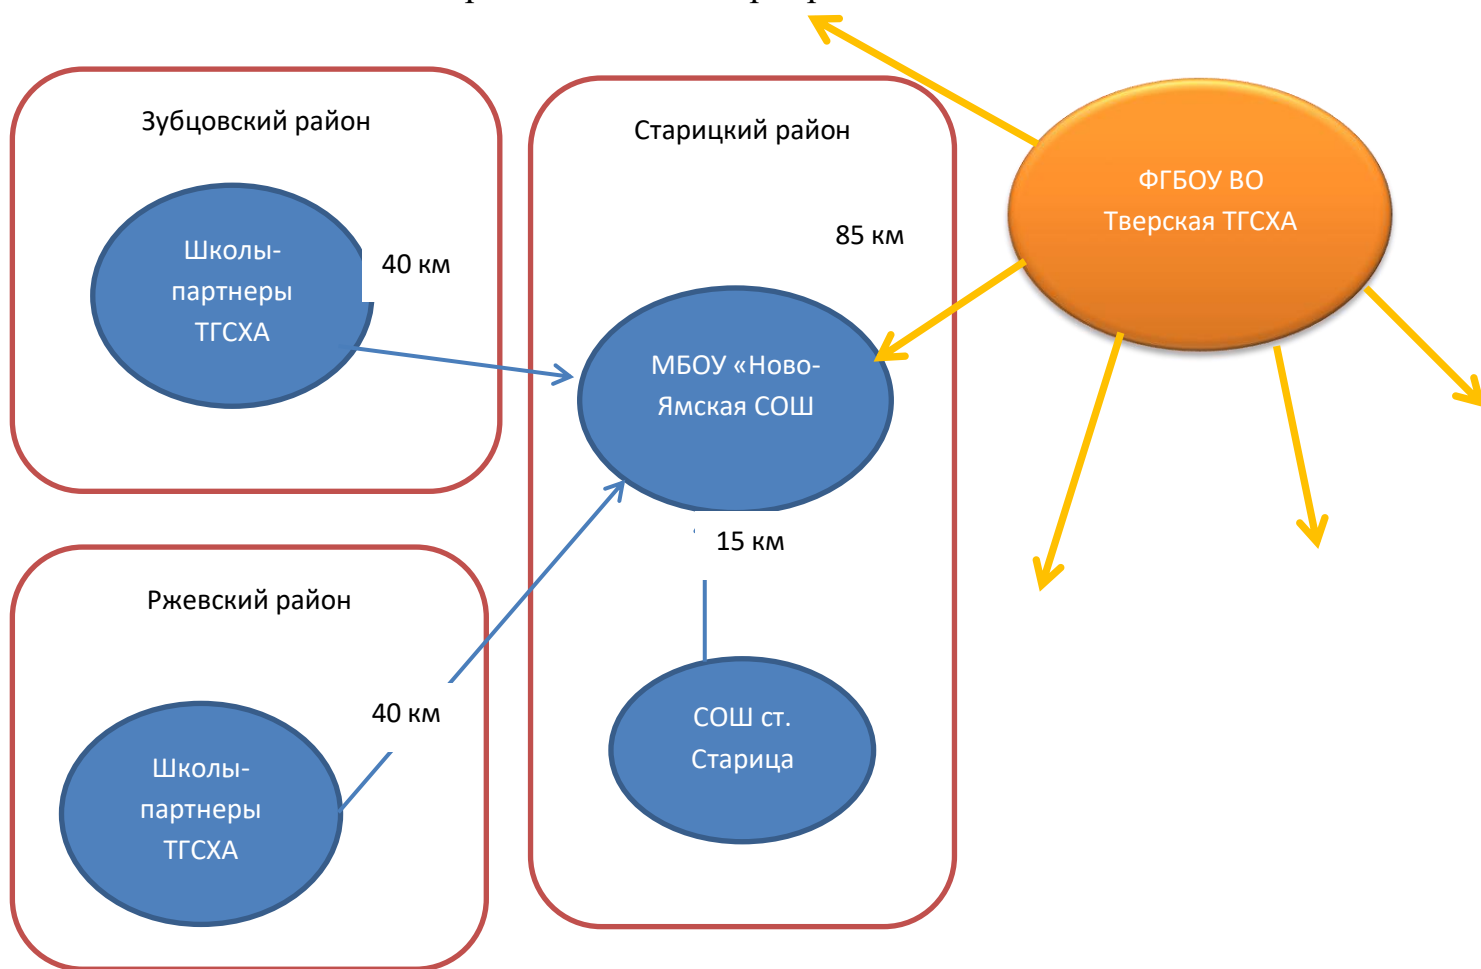 Зубцовский район
Школы-
партнеры
ТГСХА
40 км
Старицкий район
85 км
МБОУ «Ново-
Ямская СОШ
15 км
СОШ ст.
Старица
ФГБОУ ВО
Тверская ТГСХА
Ржевский район
Школы-
партнеры
ТГСХА
40 км